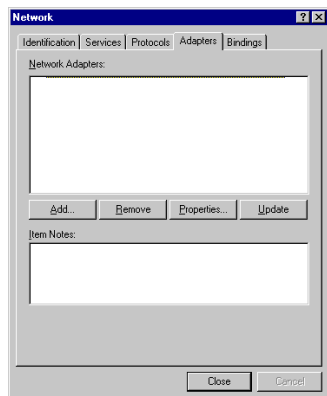 Network
Identification Services Protocols Adapters Bindings
Network Adapters:
Add... Remove Properties... Update
Item Notes:
Close Cancel